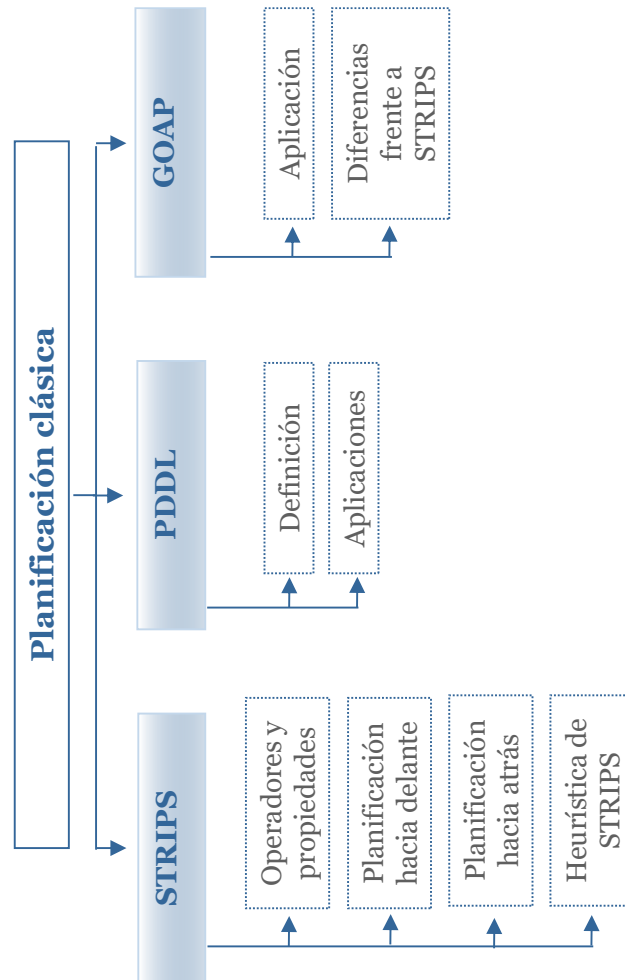 Planificación clásica
STRIPS
Operadores y
propiedades
Planificación
hacia delante
Planificación
hacia atrás
Heurística de
STRIPS
PDDL
Definición
Aplicaciones
GOAP
Aplicación
Diferencias
frente a
STRIPS